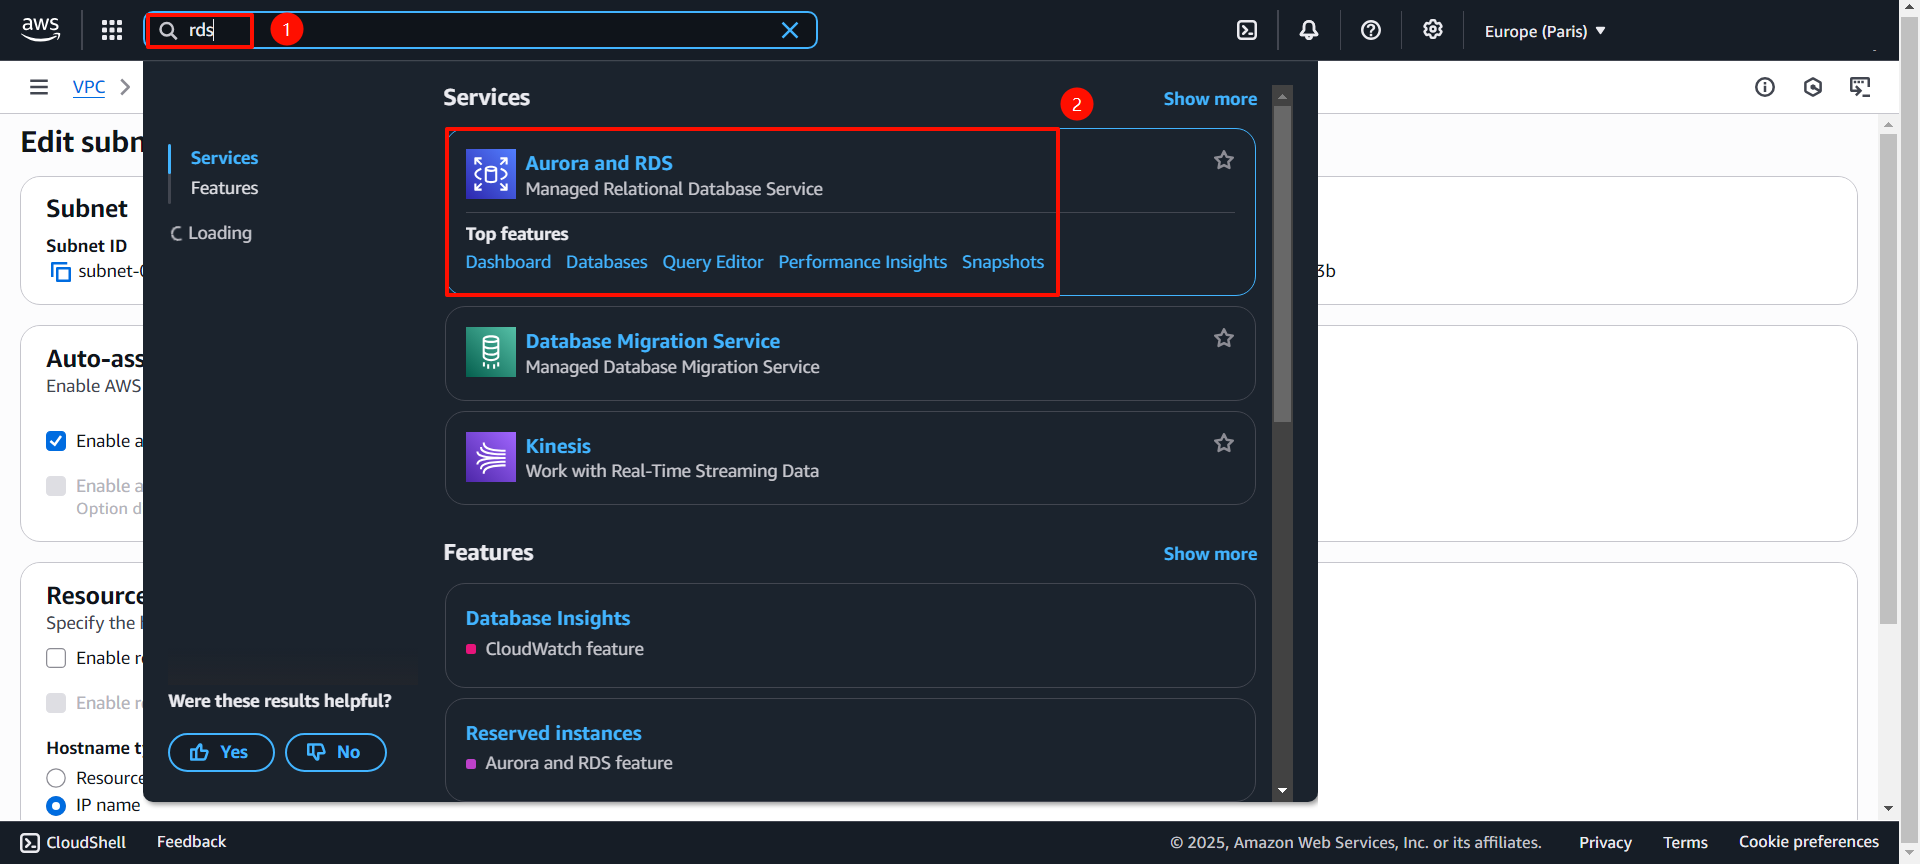 aws
rds
1
Europe (Paris)
VPC
Edit subn
Subnet
Subnet ID
subnet-0
3b
Auto-ass
Enable AWS
Enable a
Enable a
Option d
Resource
Specify the
Enable r
Enable r
Hostname ty
Resource
IP name
Services
Features
Loading
Were these results helpful?
Yes
No
Services
2
Show more
Aurora and RDS
Managed Relational Database Service
Top features
Dashboard Databases Query Editor Performance Insights Snapshots
Database Migration Service
Managed Database Migration Service
Kinesis
Work with Real-Time Streaming Data
Features
Show more
Database Insights
CloudWatch feature
Reserved instances
Aurora and RDS feature
CloudShell Feedback
© 2025, Amazon Web Services, Inc. or its affiliates. Privacy Terms Cookie preferences